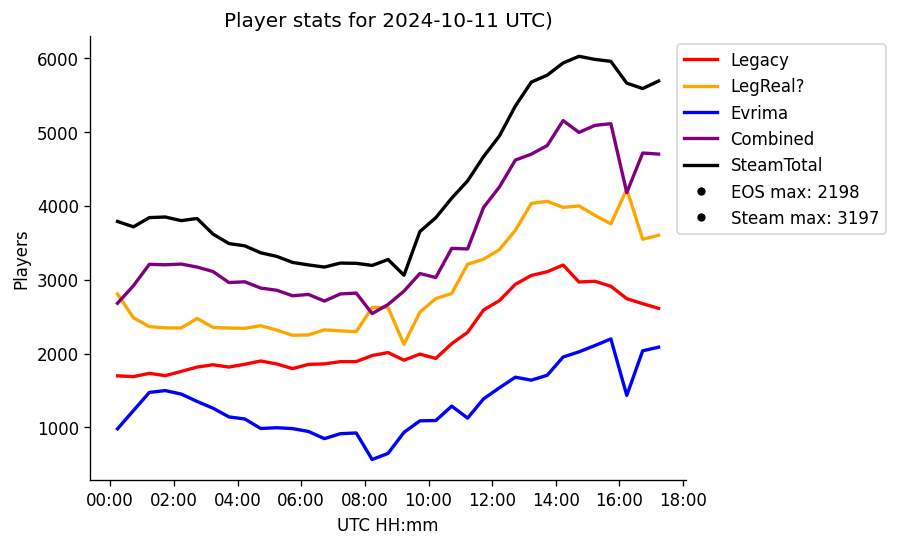 Player stats for 2024-10-11 UTC)
6000
5000
4000
3000
2000
1000
Players
00:00 02:00 04:00 06:00 08:00 10:00 12:00 14:00 16:00 18:00
UTC HH:mm
Legacy
LegReal?
Evrima
Combined
SteamTotal
EOS max: 2198
Steam max: 3197